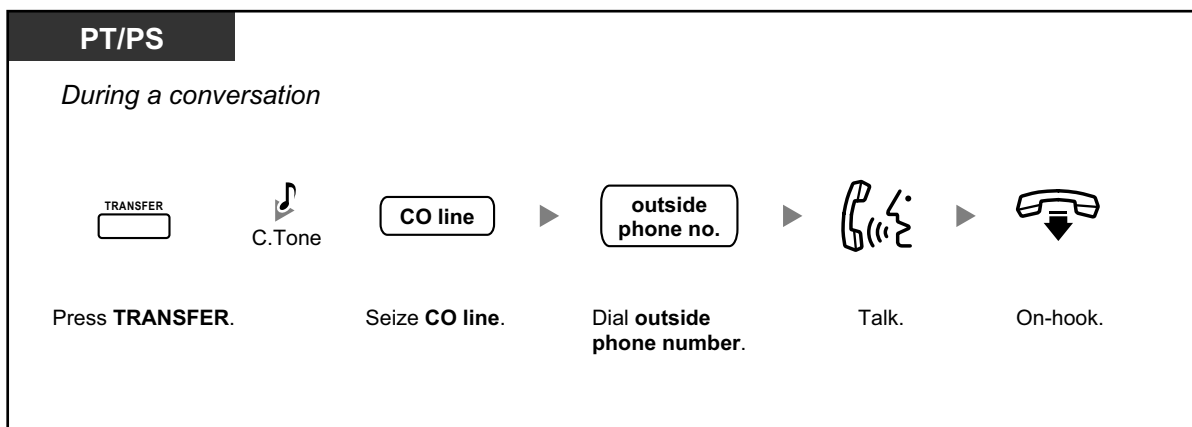 PT/PS
During a conversation
TRANSFER
C.Tone
CO line
outside
phone no.
Press TRANSFER.
Seize CO line.
Dial outside
phone number.
Talk.
On-hook.